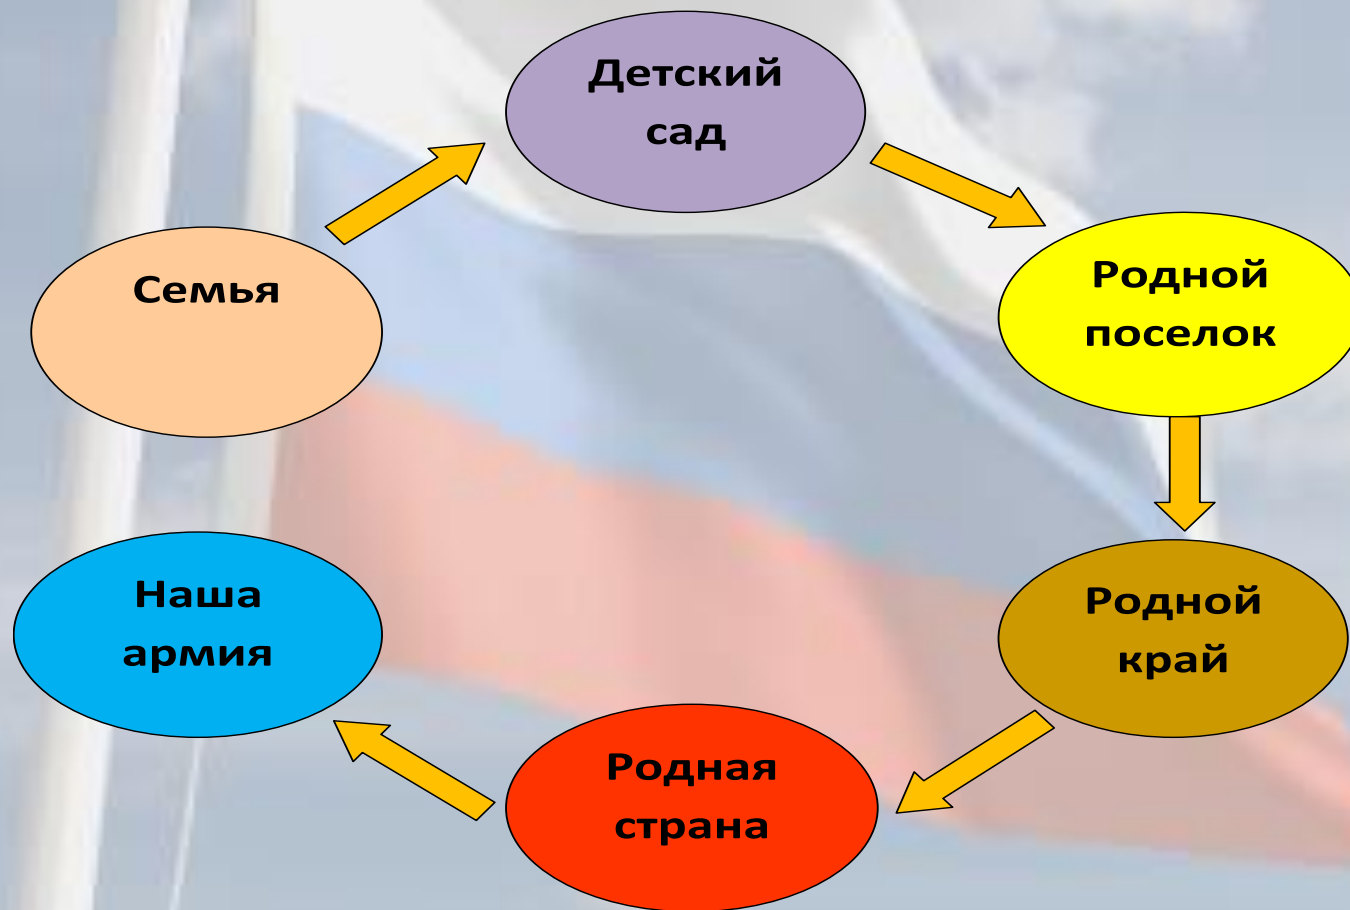 Детский
сад
Семья
Родной
поселок
Наша
армия
Родной
край
Родная
страна